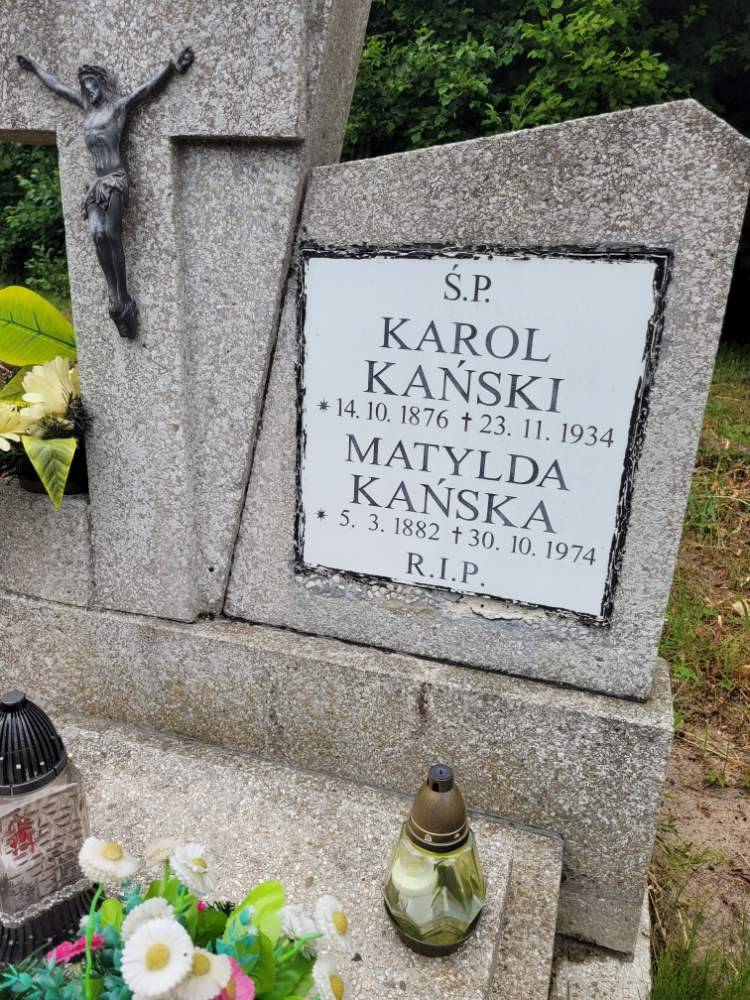 Ś.P.
KAROL
KAŃSKI
* 14. 10. 1876 ✝ 23. 11. 1934
MATYLDA
KAŃSKA
* 5. 3. 1882 ✝ 30. 10. 1974
R.I.P.